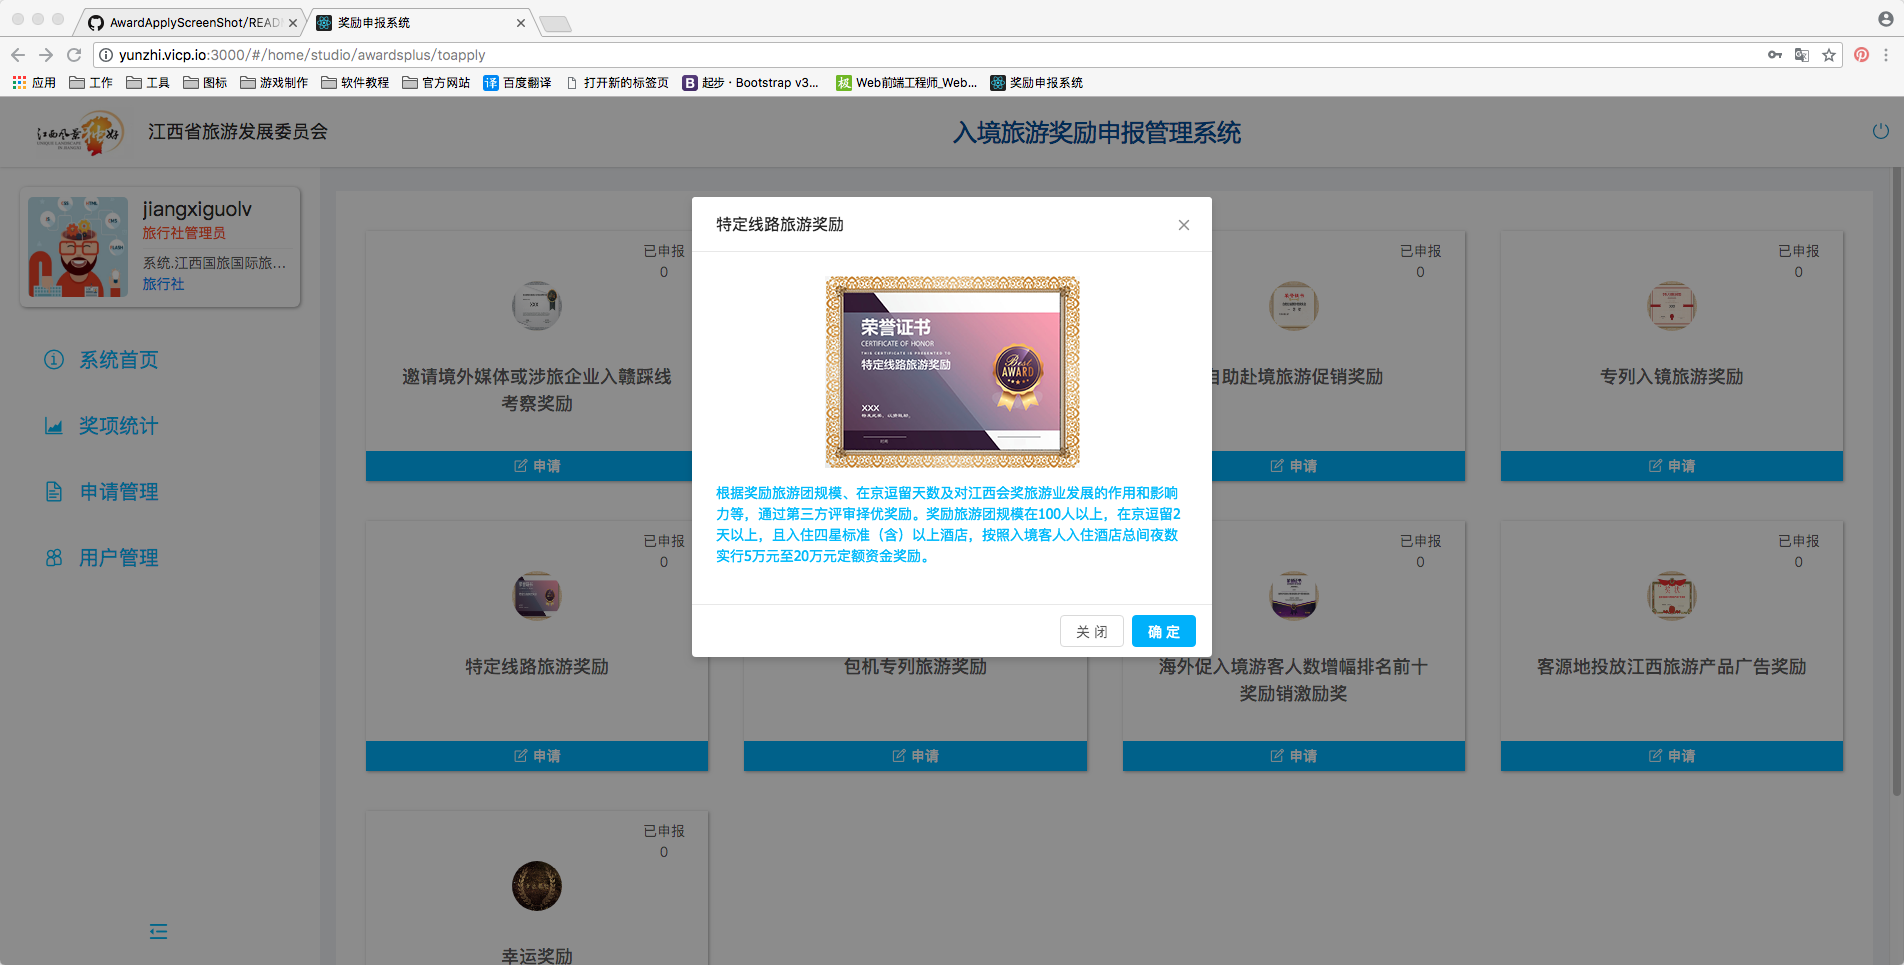 AwardApplyScreenShot/READ
奖励申报系统
yunzhi.vicp.io:3000/#/home/studio/awardsplus/toapply
应用 工作 工具 图标 游戏制作 软件教程 官方网站 译 百度翻译 打开新的标签页 B 起步 · Bootstrap v3... 极 Web前端工程师_Web... 奖励申报系统
江西风景独好
江西省旅游发展委员会
入境旅游奖励申报管理系统
jiangxiguolv
旅行社管理员
系统.江西国旅国际旅...
旅行社
系统首页
奖项统计
申请管理
用户管理
已申报
0
邀请境外媒体或涉旅企业入赣踩线
考察奖励
申请
已申报
0
自助赴境旅游促销奖励
申请
已申报
0
专列入镜旅游奖励
申请
特定线路旅游奖励
荣誉证书
CERTIFICATE OF HONOR
THIS CERTIFICATE IS PRESENTED TO
特定线路旅游奖励
Best
AWARD
XXX
根据奖励旅游团规模、在京逗留天数及对江西会奖旅游业发展的作用和影响
力等，通过第三方评审择优奖励。奖励旅游团规模在100人以上，在京逗留2
天以上，且入住四星标准（含）以上酒店，按照入境客人入住酒店总间夜数
实行5万元至20万元定额资金奖励。
关 闭
确 定
已申报
0
特定线路旅游奖励
申请
包机专列旅游奖励
申请
已申报
0
海外促入境游客人数增幅排名前十
奖励销激励奖
申请
已申报
0
客源地投放江西旅游产品广告奖励
申请
已申报
0
幸运奖励